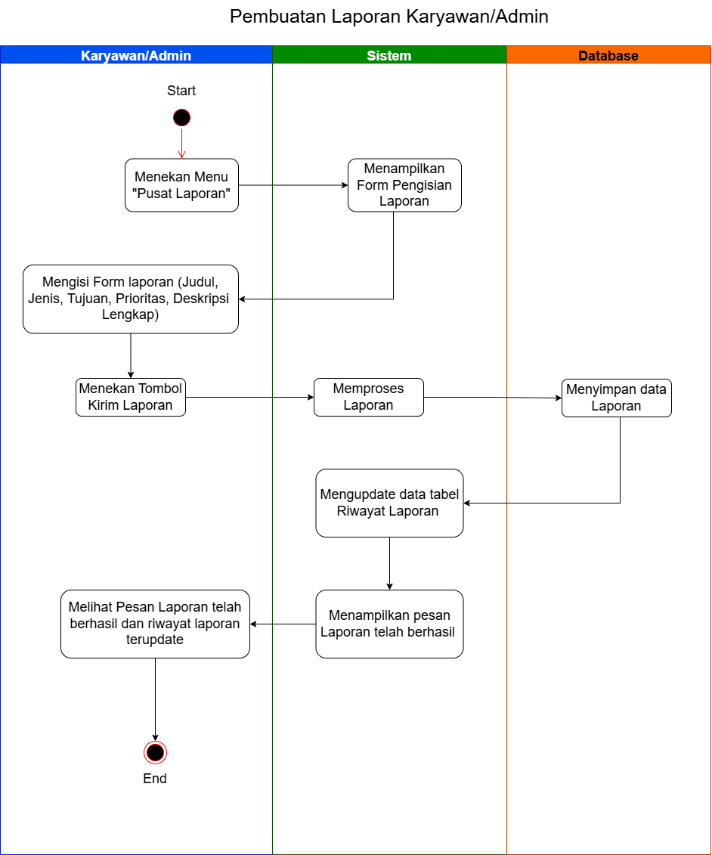 Pembuatan Laporan Karyawan/Admin
Karyawan/Admin
Sistem
Database
Start
Menekan Menu
"Pusat Laporan"
Menampilkan
Form Pengisian
Laporan
Mengisi Form laporan (Judul,
Jenis, Tujuan, Prioritas, Deskripsi
Lengkap)
Menekan Tombol
Kirim Laporan
Memproses
Laporan
Menyimpan data
Laporan
Mengupdate data tabel
Riwayat Laporan
Melihat Pesan Laporan telah
berhasil dan riwayat laporan
terupdate
Menampilkan pesan
Laporan telah berhasil
End